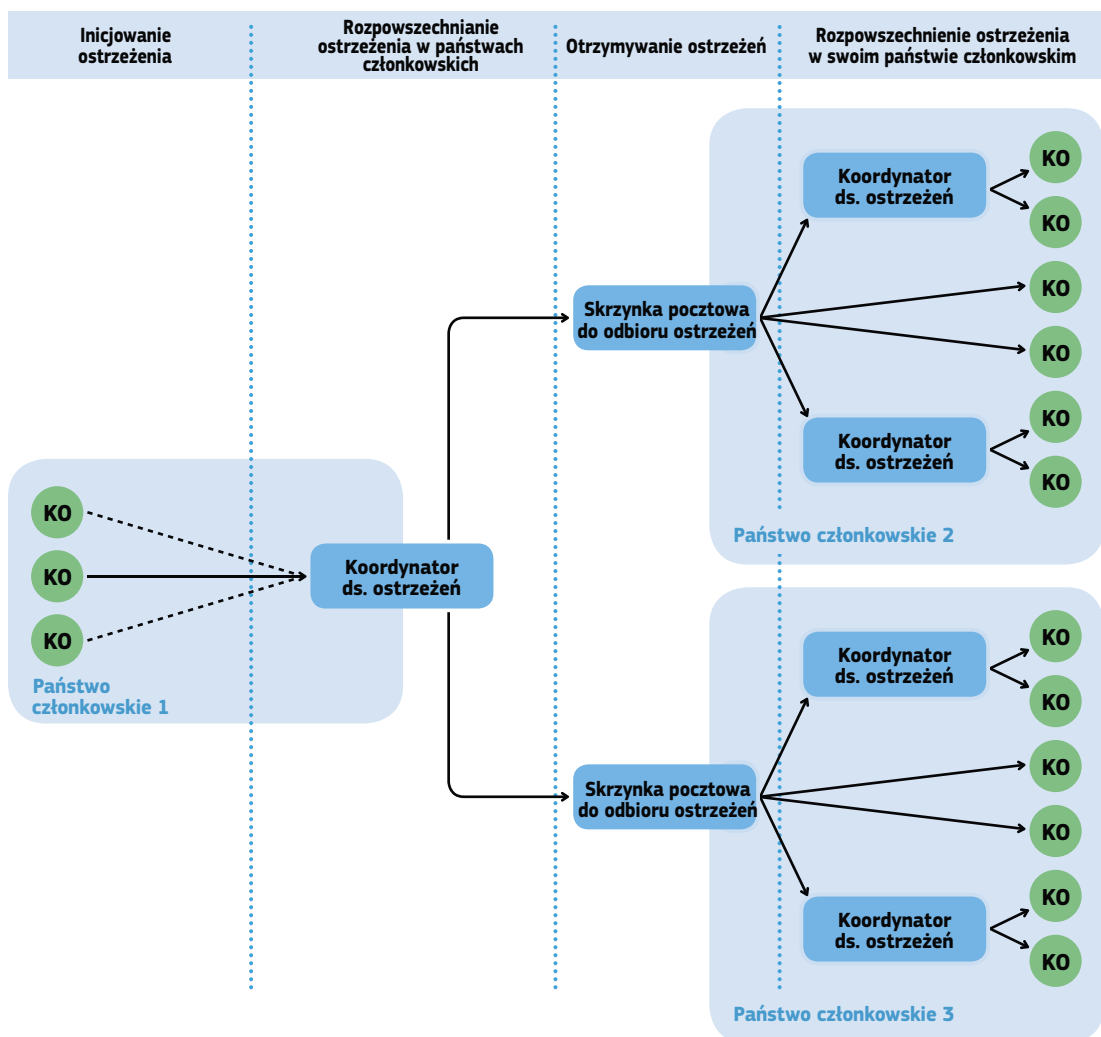 Inicjowanie
ostrzeżenia
Rozpowszechnianie
ostrzeżenia w państwach
członkowskich
Otrzymywanie ostrzeżeń
Rozpowszechnienie ostrzeżenia
w swoim państwie członkowskim
KO
KO
KO
Państwo
członkowskie 1
Koordynator
ds. ostrzeżeń
Skrzynka pocztowa
do odbioru ostrzeżeń
Koordynator
ds. ostrzeżeń
KO
KO
KO
KO
Koordynator
ds. ostrzeżeń
KO
KO
Państwo członkowskie 2
Skrzynka pocztowa
do odbioru ostrzeżeń
Koordynator
ds. ostrzeżeń
KO
KO
KO
KO
Koordynator
ds. ostrzeżeń
KO
KO
Państwo członkowskie 3